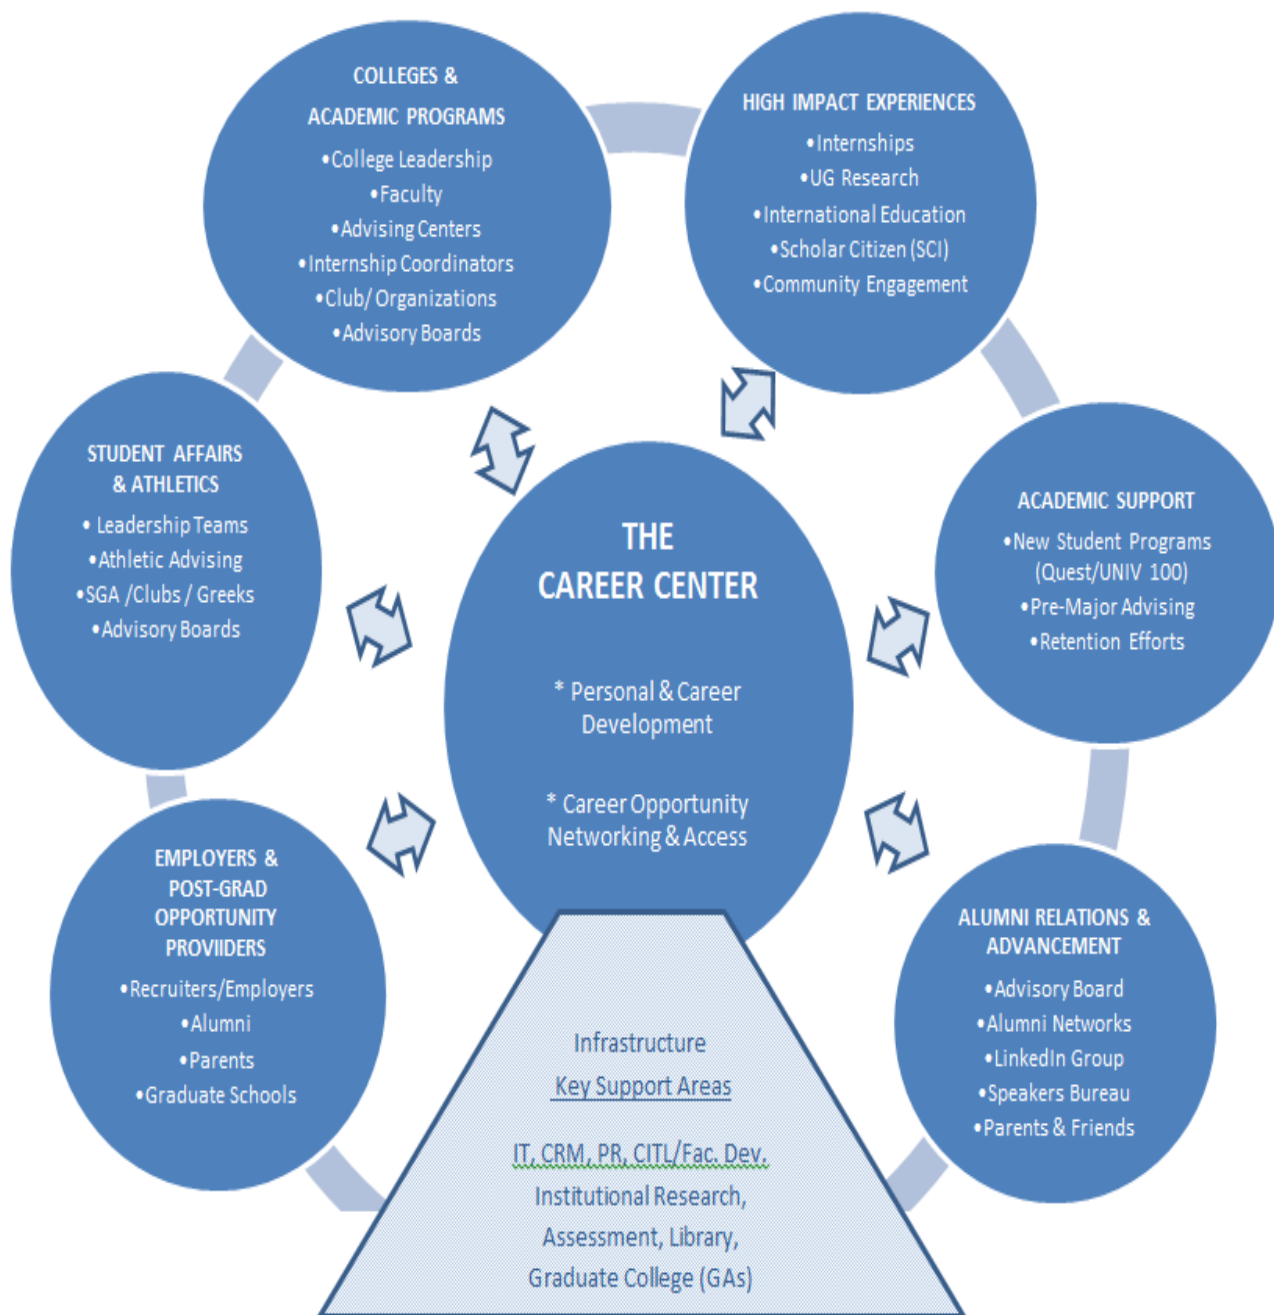 COLLEGES &
ACADEMIC PROGRAMS
•College Leadership
•Faculty
•Advising Centers
•Internship Coordinators
•Club/ Organizations
•Advisory Boards
HIGH IMPACT EXPERIENCES
•Internships
•UG Research
•International Education
•Scholar Citizen (SCI)
•Community Engagement
STUDENT AFFAIRS
& ATHLETICS
• Leadership Teams
•Athletic Advising
•SGA /Clubs / Greeks
•Advisory Boards
THE
CAREER CENTER
* Personal & Career
Development
* Career Opportunity
Networking & Access
ACADEMIC SUPPORT
•New Student Programs
(Quest/UNIV 100)
•Pre-Major Advising
•Retention Efforts
EMPLOYERS &
POST-GRAD
OPPORTUNITY
PROVIIDERS
•Recruiters/Employers
•Alumni
•Parents
•Graduate Schools
ALUMNI RELATIONS &
ADVANCEMENT
•Advisory Board
•Alumni Networks
•LinkedIn Group
•Speakers Bureau
•Parents & Friends
Infrastructure
Key Support Areas
IT, CRM, PR, CITL/Fac. Dev.
Institutional Research,
Assessment, Library,
Graduate College (GAs)